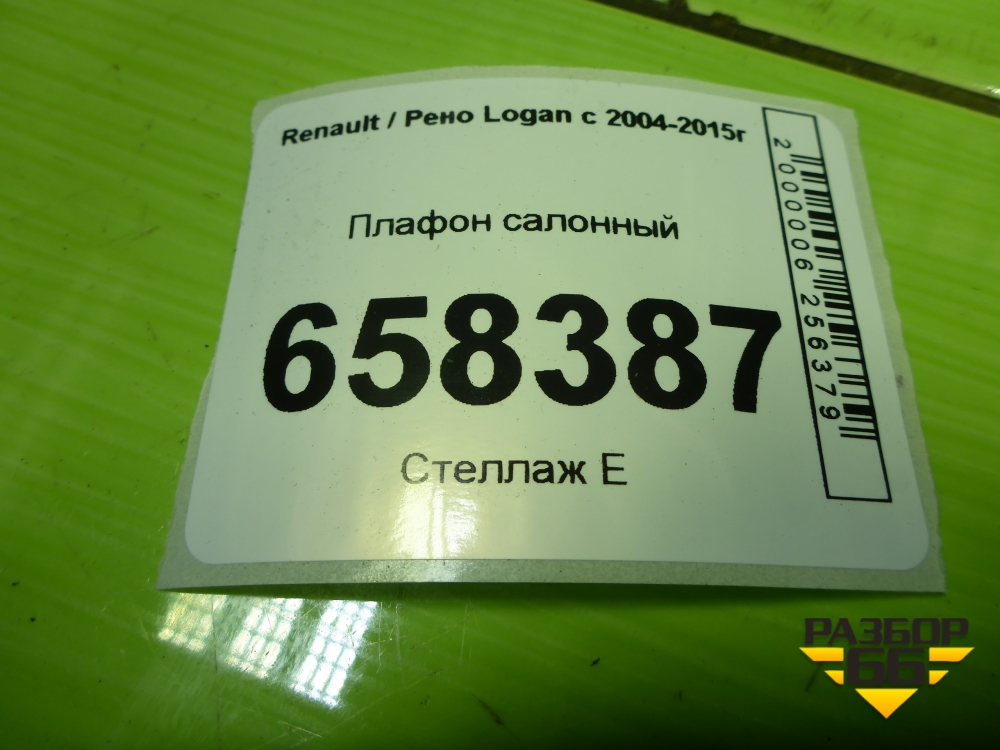 Renault / Рено Logan с 2004-2015г
Плафон салонный
658387
Стеллаж Е
2000006256379
РАЗБОР
66